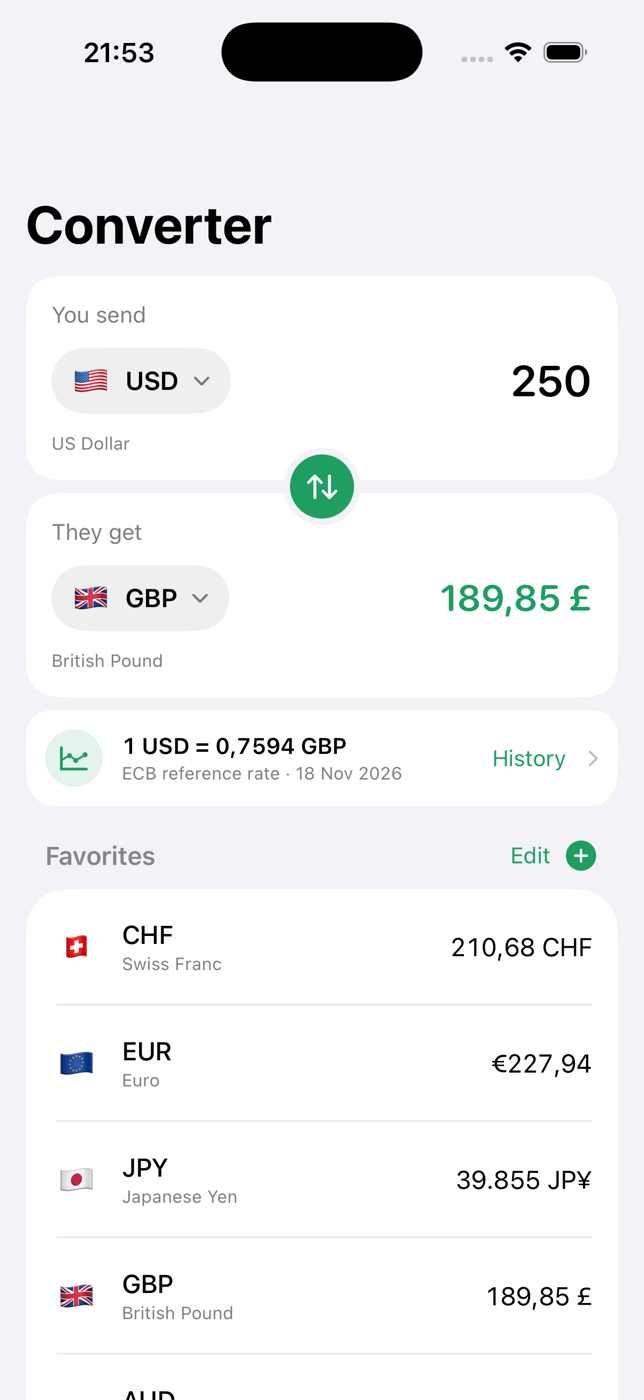 21:53
Converter
You send
USD
250
US Dollar
They get
GBP
189,85 £
British Pound
1 USD = 0,7594 GBP
ECB reference rate · 18 Nov 2026
History
Favorites
Edit
CHF
Swiss Franc
210,68 CHF
EUR
Euro
€227,94
JPY
Japanese Yen
39.855 JP¥
GBP
British Pound
189,85 £
AUD